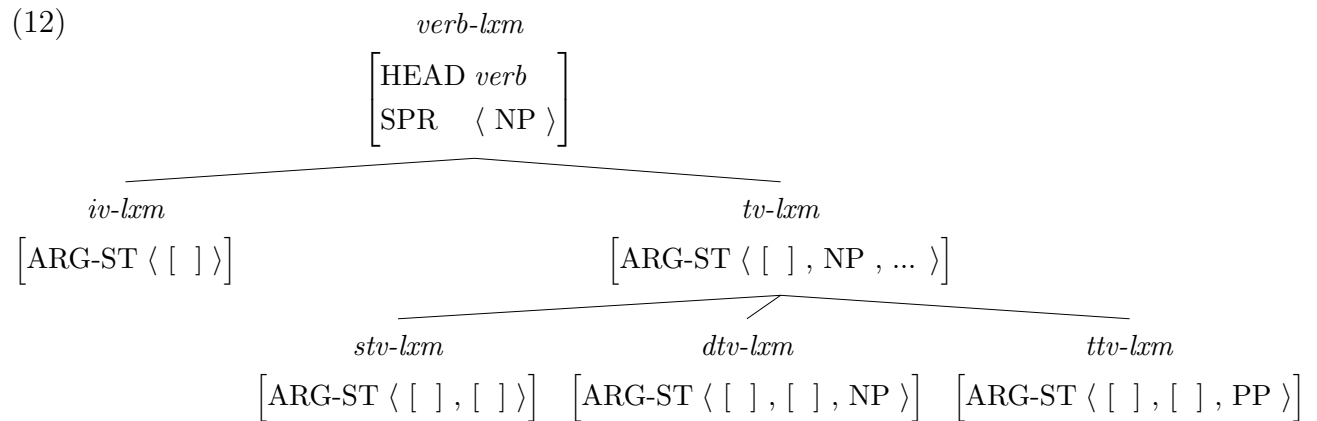 (12) verb-lxm
[HEAD verb
SPR ⟨ NP ⟩]
iv-lxm tv-lxm
[ARG-ST ⟨ [ ] ⟩] [ARG-ST ⟨ [ ] , NP , ... ⟩]
stv-lxm dtv-lxm ttv-lxm
[ARG-ST ⟨ [ ] , [ ] ⟩] [ARG-ST ⟨ [ ] , [ ] , NP ⟩] [ARG-ST ⟨ [ ] , [ ] , PP ⟩]